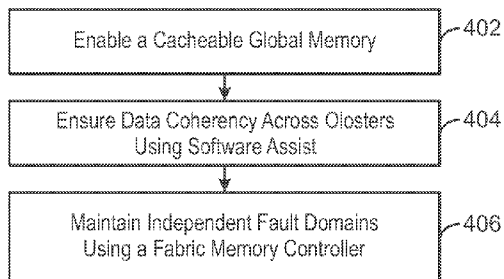 Enable a Cacheable Global Memory
402
Ensure Data Coherency Across Olosters
Using Software Assist
404
Maintain Independent Fault Domains
Using a Fabric Memory Controller
406